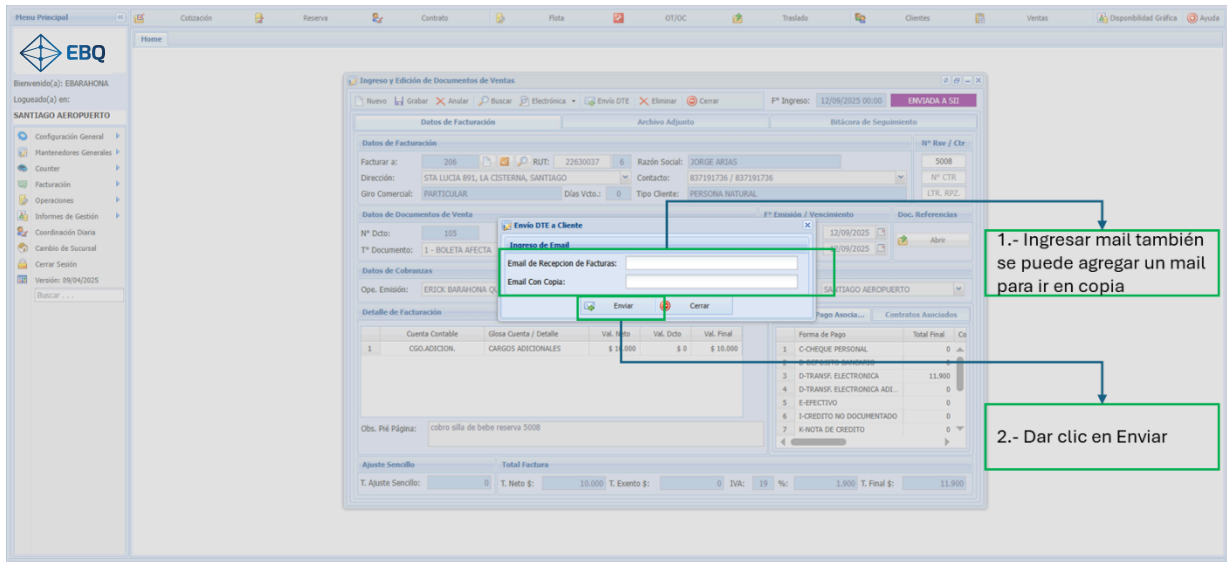 Menu Principal
Cotización
Reserva
Contrato
Flota
OT/OC
Traslado
Clientes
Ventas
Disponibilidad Gráfica
Ayuda
EBQ
Home
Bienvenido(a): EBARAHONA
Logueado(a) en:
SANTIAGO AEROPUERTO
Configuración General
Mantenedores Generales
Counter
Facturación
Operaciones
Informes de Gestión
Coordinación Diaria
Cambio de Sucursal
Cerrar Sesión
Versión: 09/04/2025
Buscar . . .
Ingreso y Edición de Documentos de Ventas
Nuevo Grabar Anular Buscar Electrónica Envío DTE Eliminar Cerrar F° Ingreso: 12/09/2025 00:00 ENVIADA A SII
Datos de Facturación Archivo Adjunto Bitácora de Seguimiento
Datos de Facturación N° Rsv / Ctr
Facturar a: 206 RUT: 22630037 6 Razón Social: JORGE ARIAS 5008
Dirección: STA LUCIA 891, LA CISTERNA, SANTIAGO Contacto: 837191736 / 837191736 N° CTR
Giro Comercial: PARTICULAR Días Vcto.: 0 Tipo Cliente: PERSONA NATURAL LTR. RPZ.
Datos de Documentos de Venta F° Emisión / Vencimiento Doc. Referencias
N° Dcto: 105 12/09/2025
Abrir
T° Documento: 1 - BOLETA AFECTA 12/09/2025
Datos de Cobranzas
Ope. Emisión: ERICK BARAHONA QU SANTIAGO AEROPUERTO
Envío DTE a Cliente
Ingreso de Email
Email de Recepcion de Facturas:
Email Con Copia:
Enviar Cerrar
1.- Ingresar mail también
se puede agregar un mail
para ir en copia
Detalle de Facturación Pago Asocia... Contratos Asociados
Cuenta Contable Glosa Cuenta / Detalle Val. Neto Val. Dcto Val. Final
1 CGO.ADICION. CARGOS ADICIONALES $ 10.000 $ 0 $ 10.000
Forma de Pago Total Final Co
1 C-CHEQUE PERSONAL 0
2 D-DEPOSITO BANCARIO 0
3 D-TRANSF. ELECTRONICA 11.900
4 D-TRANSF. ELECTRONICA ADI... 0
5 E-EFECTIVO 0
6 I-CREDITO NO DOCUMENTADO 0
7 K-NOTA DE CREDITO 0
2.- Dar clic en Enviar
Obs. Pié Página: cobro silla de bebe reserva 5008
Ajuste Sencillo Total Factura
T. Ajuste Sencillo: 0 T. Neto $: 10.000 T. Exento $: 0 IVA: 19 %: 1.900 T. Final $: 11.900